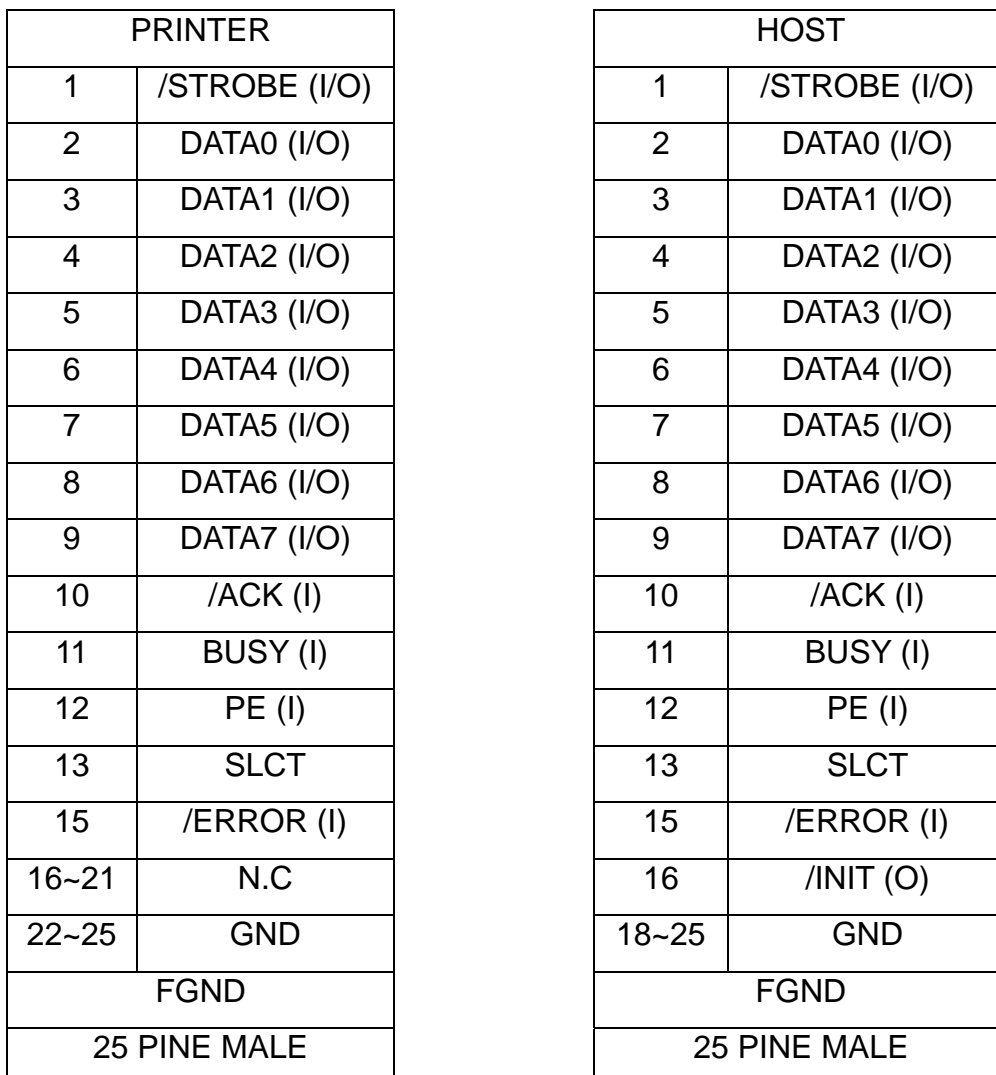 PRINTER
1 /STROBE (I/O)
2 DATA0 (I/O)
3 DATA1 (I/O)
4 DATA2 (I/O)
5 DATA3 (I/O)
6 DATA4 (I/O)
7 DATA5 (I/O)
8 DATA6 (I/O)
9 DATA7 (I/O)
10 /ACK (I)
11 BUSY (I)
12 PE (I)
13 SLCT
15 /ERROR (I)
16~21 N.C
22~25 GND
FGND
25 PINE MALE
HOST
1 /STROBE (I/O)
2 DATA0 (I/O)
3 DATA1 (I/O)
4 DATA2 (I/O)
5 DATA3 (I/O)
6 DATA4 (I/O)
7 DATA5 (I/O)
8 DATA6 (I/O)
9 DATA7 (I/O)
10 /ACK (I)
11 BUSY (I)
12 PE (I)
13 SLCT
15 /ERROR (I)
16 /INIT (O)
18~25 GND
FGND
25 PINE MALE